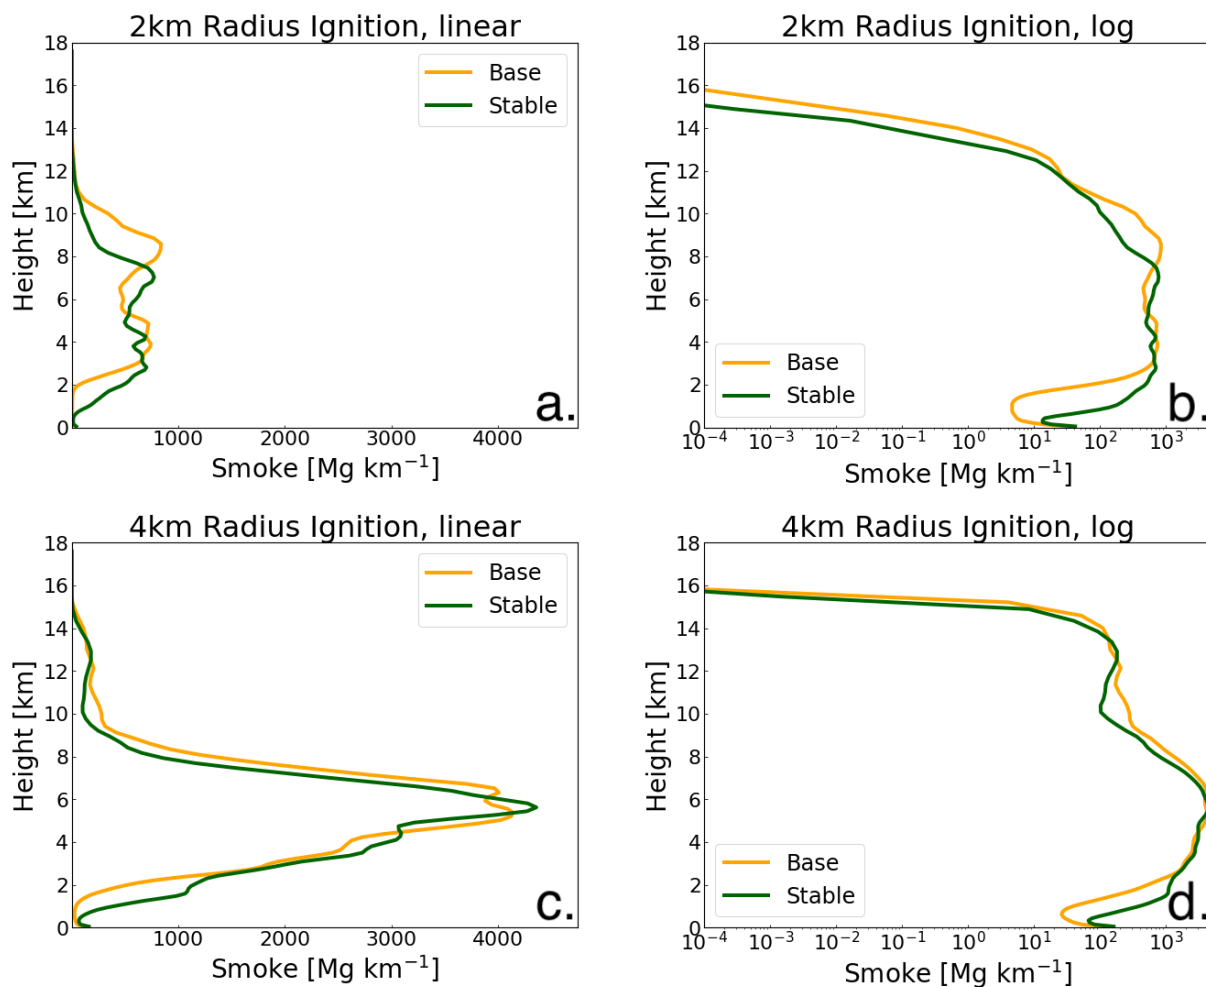 2km Radius Ignition, linear
18
16
14
12
10
8
6
4
2
0
Height [km]
Base
Stable
a.
1000
2000
3000
4000
Smoke [Mg km⁻¹]
2km Radius Ignition, log
18
16
14
12
10
8
6
4
2
0
Height [km]
Base
Stable
b.
10⁻⁴
10⁻³
10⁻²
10⁻¹
10⁰
10¹
10²
10³
Smoke [Mg km⁻¹]
4km Radius Ignition, linear
18
16
14
12
10
8
6
4
2
0
Height [km]
Base
Stable
c.
1000
2000
3000
4000
Smoke [Mg km⁻¹]
4km Radius Ignition, log
18
16
14
12
10
8
6
4
2
0
Height [km]
Base
Stable
d.
10⁻⁴
10⁻³
10⁻²
10⁻¹
10⁰
10¹
10²
10³
Smoke [Mg km⁻¹]